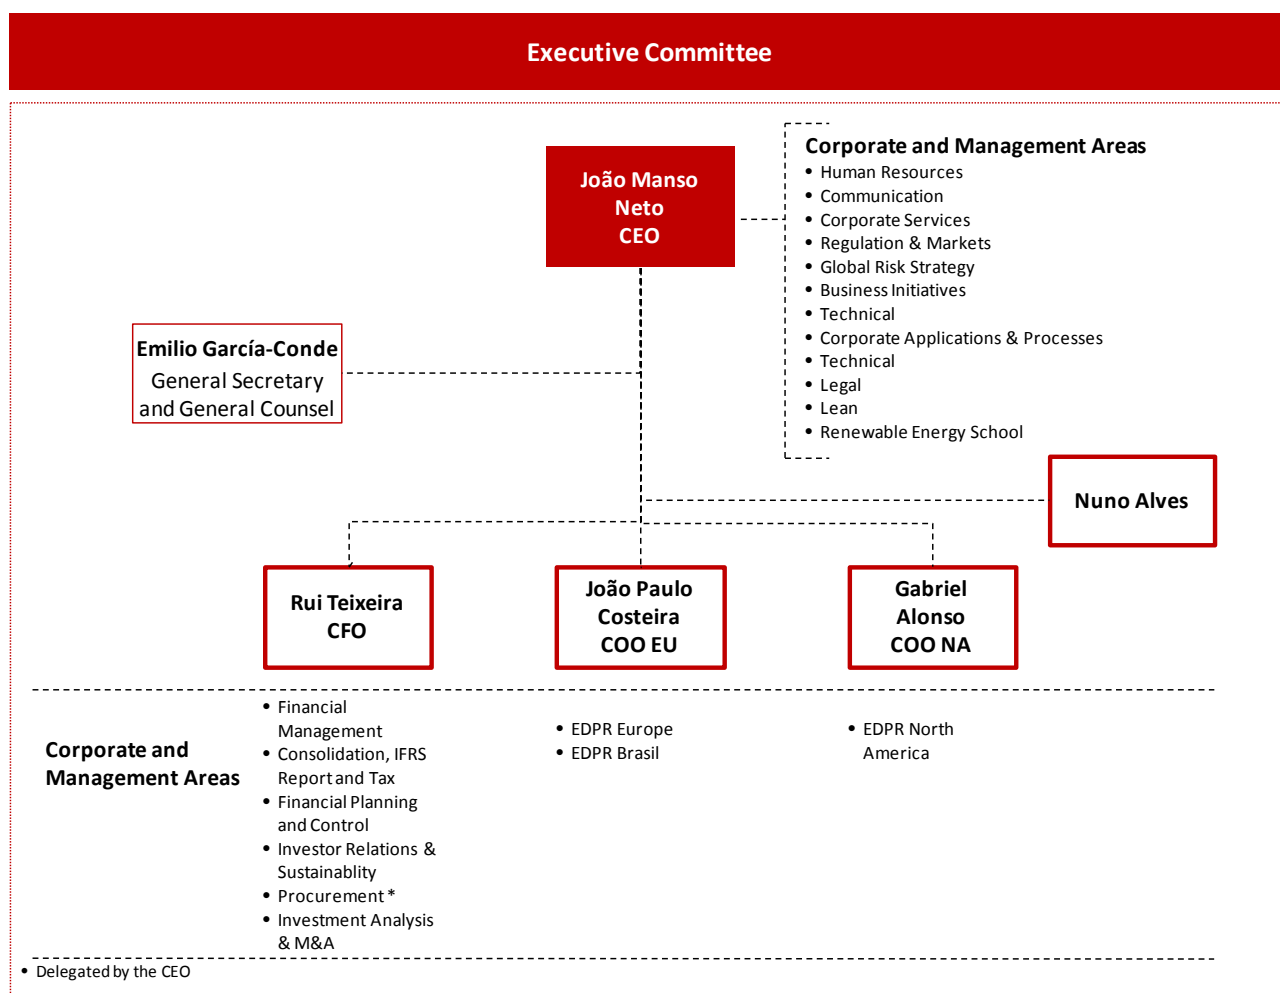 Executive Committee
João Manso
Neto
CEO
Corporate and Management Areas
• Human Resources
• Communication
• Corporate Services
• Regulation & Markets
• Global Risk Strategy
• Business Initiatives
• Technical
• Corporate Applications & Processes
• Technical
• Legal
• Lean
• Renewable Energy School
Emilio García-Conde
General Secretary
and General Counsel
Nuno Alves
Rui Teixeira
CFO
João Paulo
Costeira
COO EU
Gabriel
Alonso
COO NA
Corporate and
Management Areas
• Financial
Management
• Consolidation, IFRS
Report and Tax
• Financial Planning
and Control
• Investor Relations &
Sustainablity
• Procurement *
• Investment Analysis
& M&A
• EDPR Europe
• EDPR Brasil
• EDPR North
America
• Delegated by the CEO